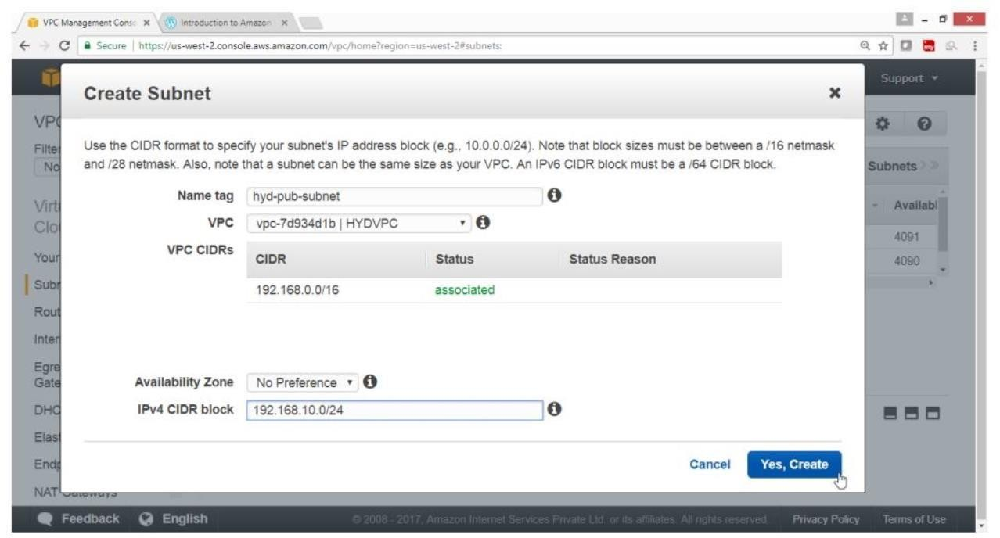 VPC Management Conso
Introduction to Amazon
Secure | https://us-west-2.console.aws.amazon.com/vpc/home?region=us-west-2#subnets:
my
Support
Create Subnet
VPC
Filter
No
Use the CIDR format to specify your subnet's IP address block (e.g., 10.0.0.0/24). Note that block sizes must be between a /16 netmask
and /28 netmask. Also, note that a subnet can be the same size as your VPC. An IPv6 CIDR block must be a /64 CIDR block.
Subnets
Name tag hyd-pub-subnet
Virtu
Clou
Availabl
VPC vpc-7d934d1b | HYDVPC
4091
Your
VPC CIDRs
CIDR Status Status Reason
4090
Subn
192.168.0.0/16 associated
Rout
Inter
Egre
Gate
Availability Zone No Preference
DHC
IPv4 CIDR block 192.168.10.0/24
Elast
Endp
Cancel Yes, Create
NAT Gateways
Feedback English © 2008 - 2017, Amazon Internet Services Private Ltd. or its affiliates. All rights reserved. Privacy Policy Terms of Use